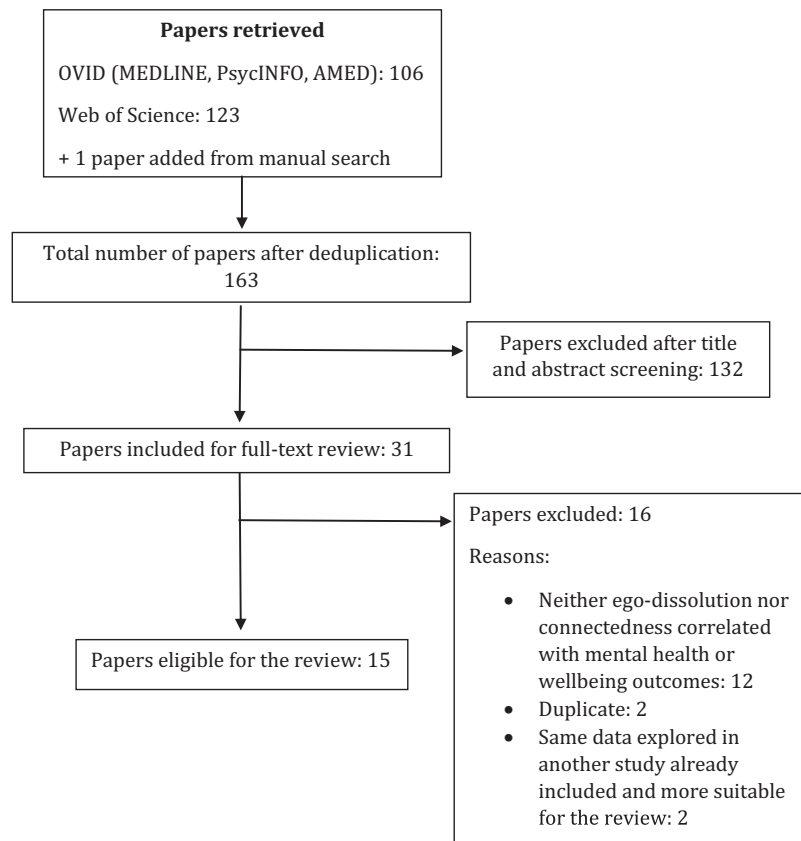 Papers retrieved
OVID (MEDLINE, PsycINFO, AMED): 106
Web of Science: 123
+ 1 paper added from manual search
Total number of papers after deduplication:
163
Papers excluded after title
and abstract screening: 132
Papers included for full-text review: 31
Papers excluded: 16
Reasons:
• Neither ego-dissolution nor
connectedness correlated
with mental health or
wellbeing outcomes: 12
• Duplicate: 2
• Same data explored in
another study already
included and more suitable
for the review: 2
Papers eligible for the review: 15